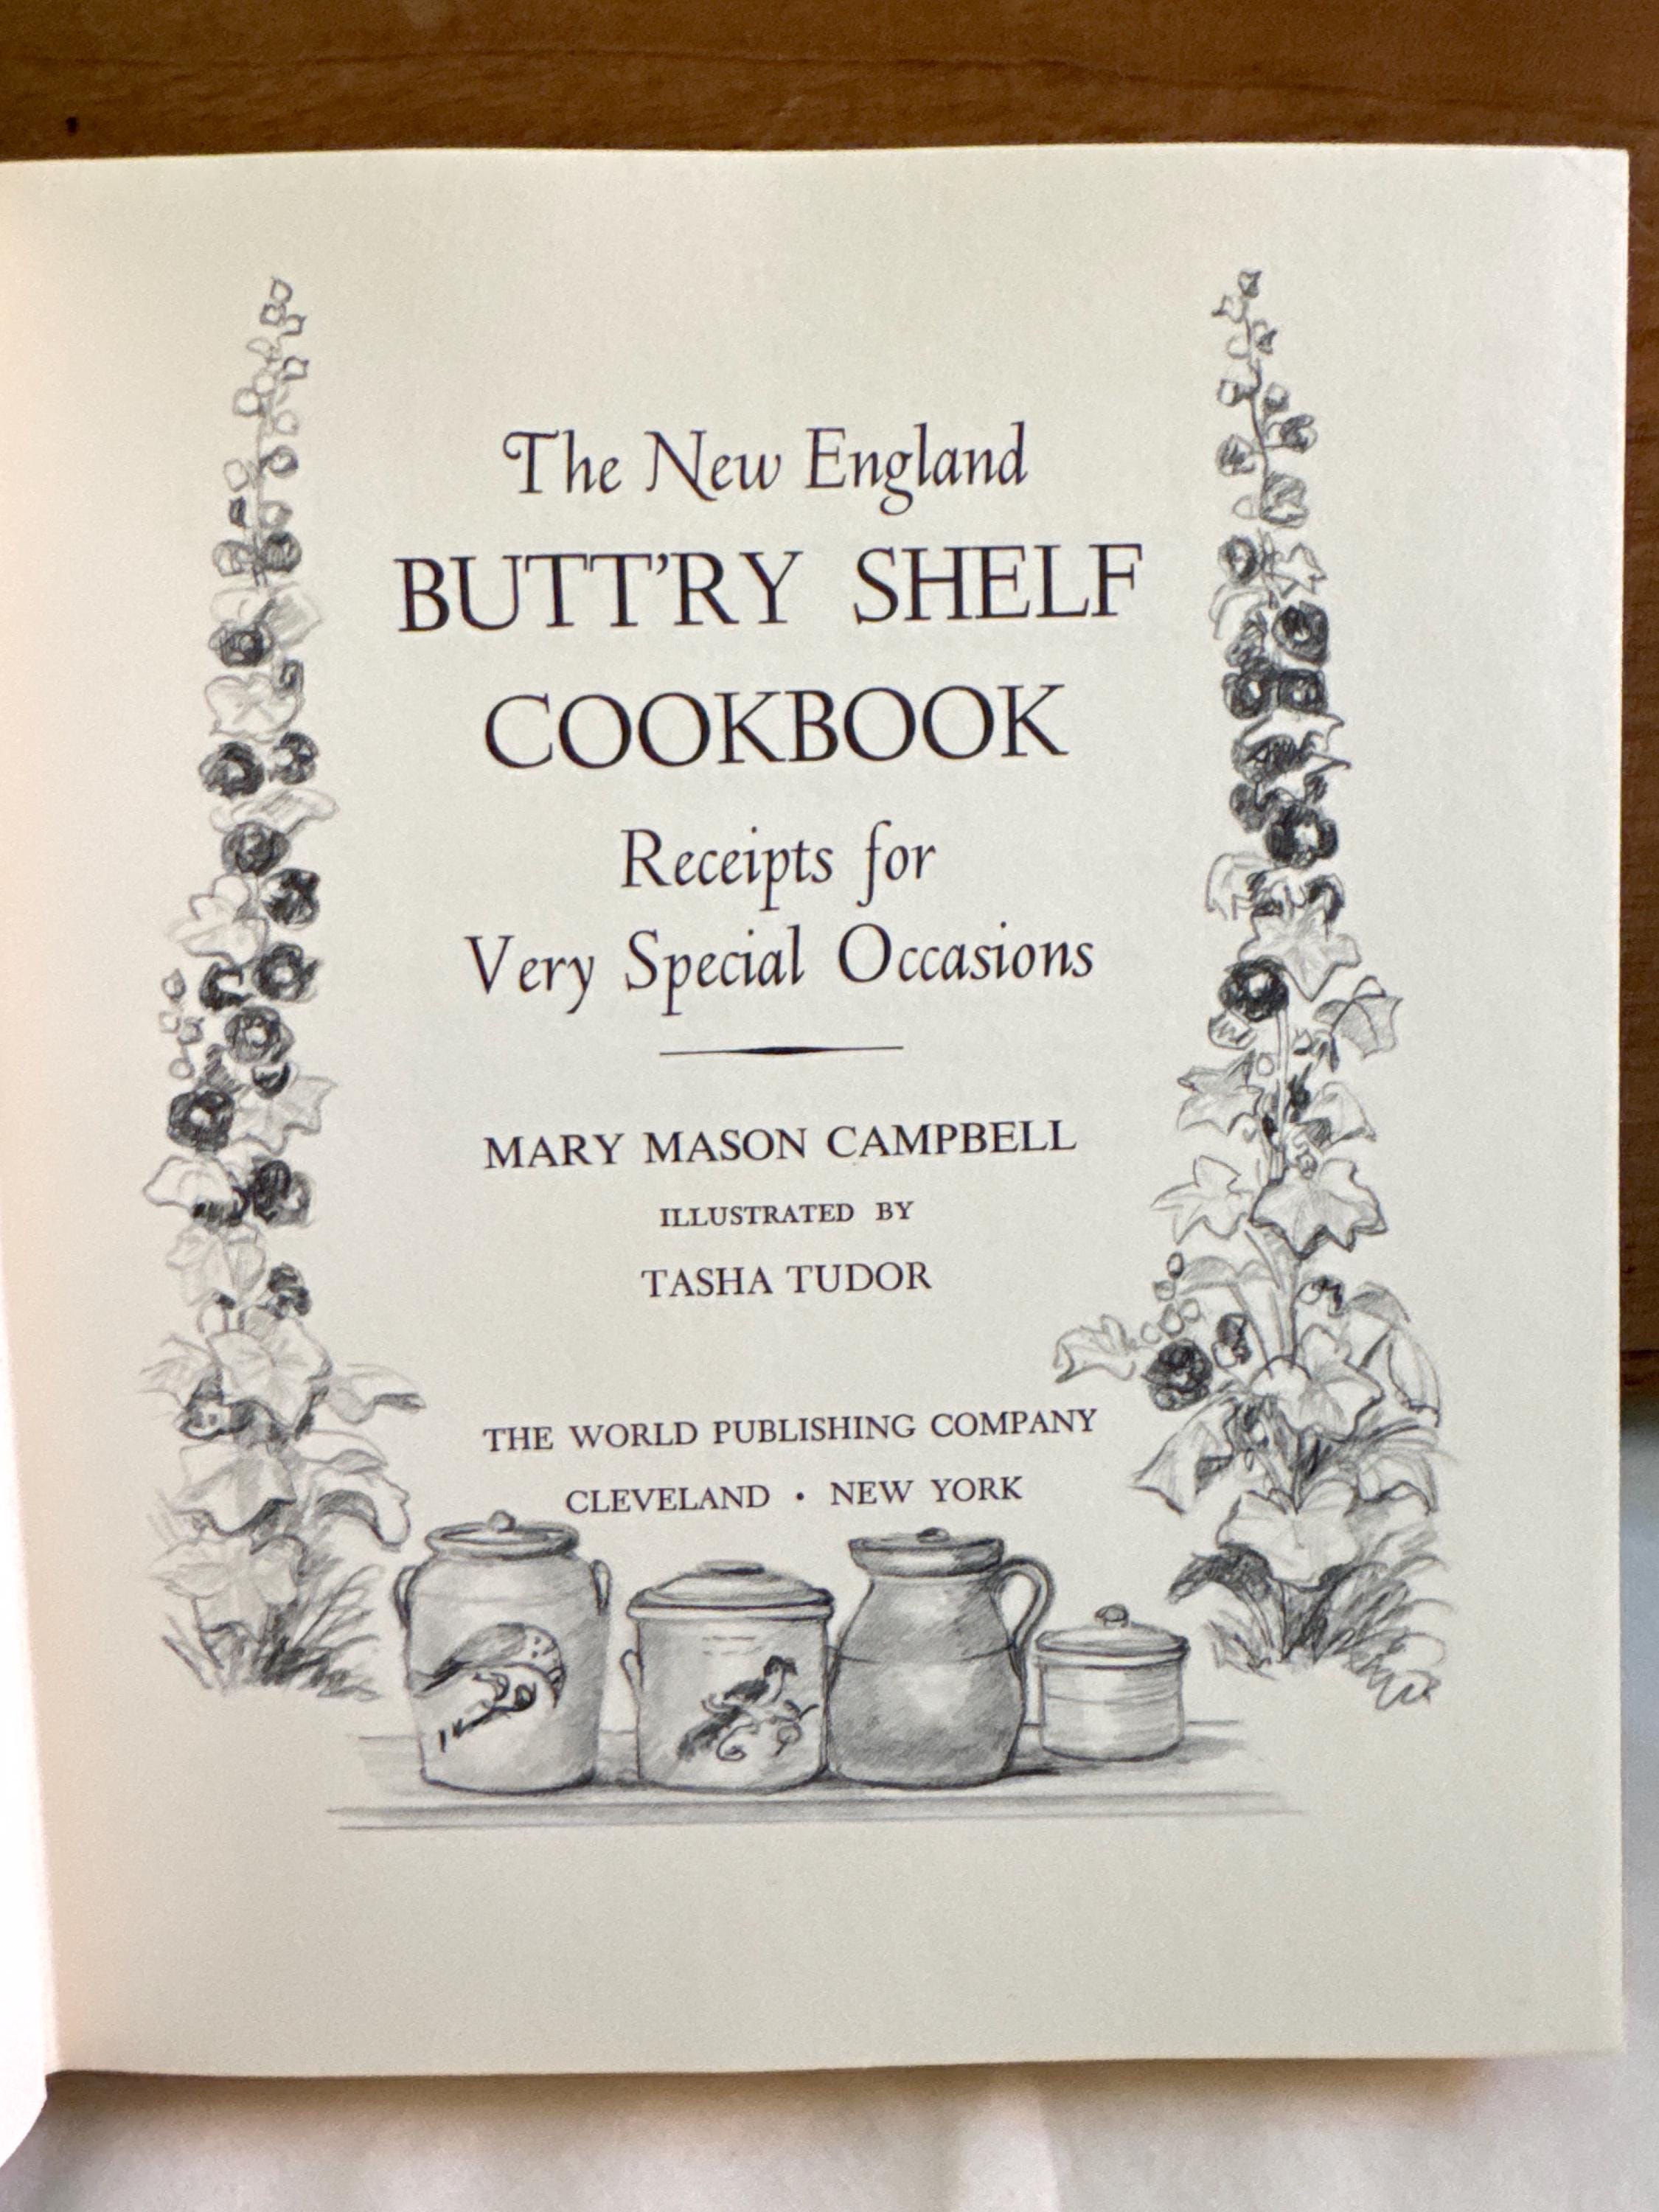 The New England
BUTT'RY SHELF
COOKBOOK
Receipts for
Very Special Occasions
MARY MASON CAMPBELL
ILLUSTRATED BY
TASHA TUDOR
THE WORLD PUBLISHING COMPANY
CLEVELAND • NEW YORK